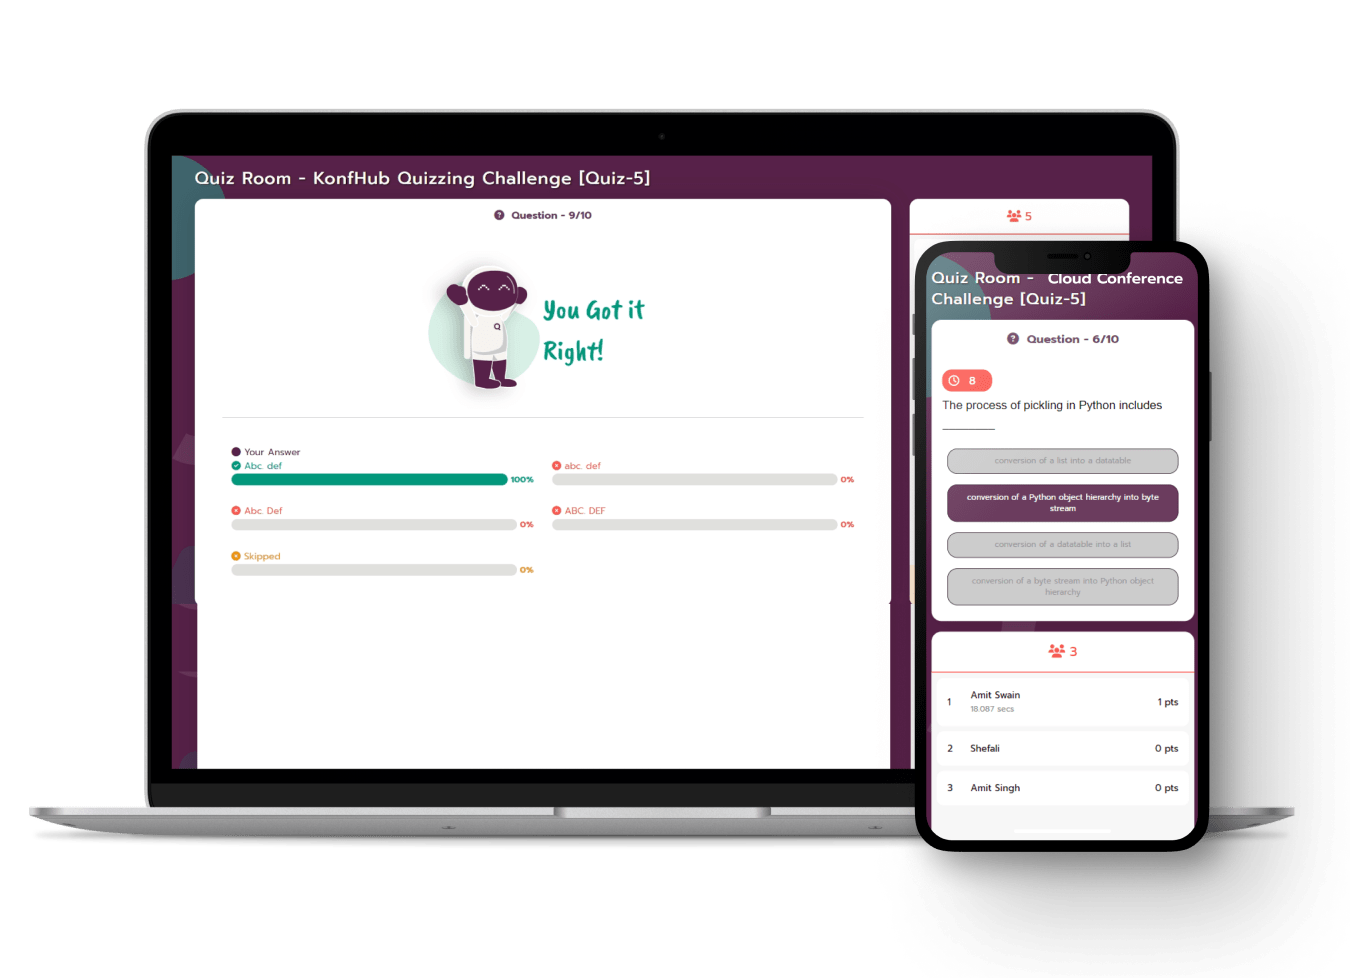 Quiz Room - KonfHub Quizzing Challenge [Quiz-5]
Question - 9/10
You Got it
Right!
Your Answer
Abc. def
100%
abc. def
0%
Abc. Def
0%
ABC. DEF
0%
Skipped
0%
5
Quiz Room - Cloud Conference
Challenge [Quiz-5]
Question - 6/10
8
The process of pickling in Python includes
_________
conversion of a list into a datatable
conversion of a Python object hierarchy into byte
stream
conversion of a datatable into a list
conversion of a byte stream into Python object
hierarchy
3
1 Amit Swain 1 pts
18.087 secs
2 Shefali 0 pts
3 Amit Singh 0 pts